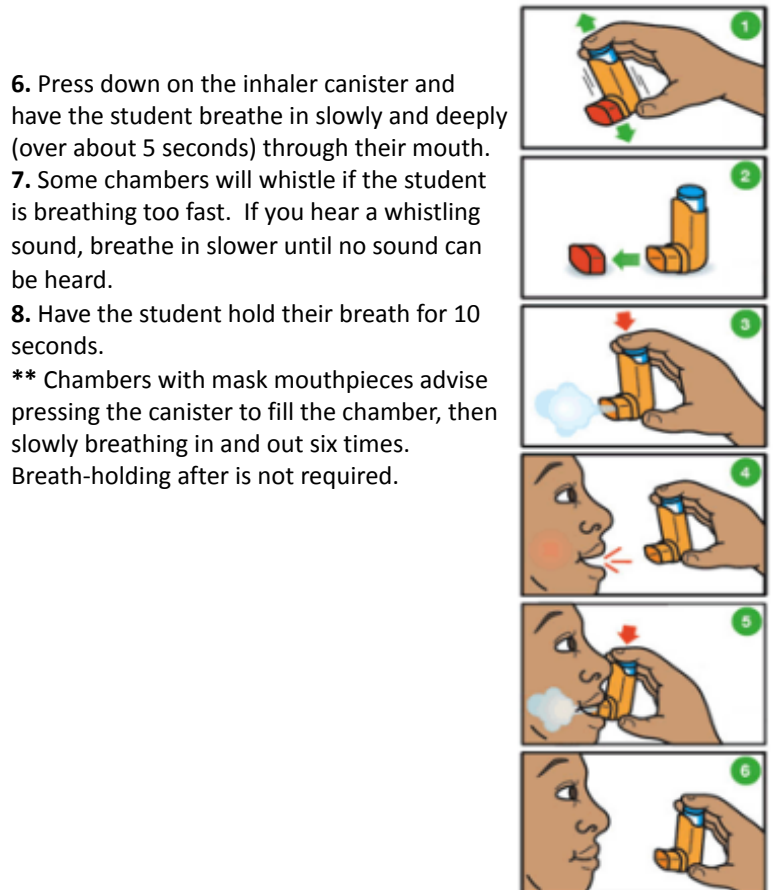 6. Press down on the inhaler canister and
have the student breathe in slowly and deeply
(over about 5 seconds) through their mouth.
7. Some chambers will whistle if the student
is breathing too fast.  If you hear a whistling
sound, breathe in slower until no sound can
be heard.
8. Have the student hold their breath for 10
seconds.
** Chambers with mask mouthpieces advise
pressing the canister to fill the chamber, then
slowly breathing in and out six times.
Breath-holding after is not required.
1
2
3
4
5
6